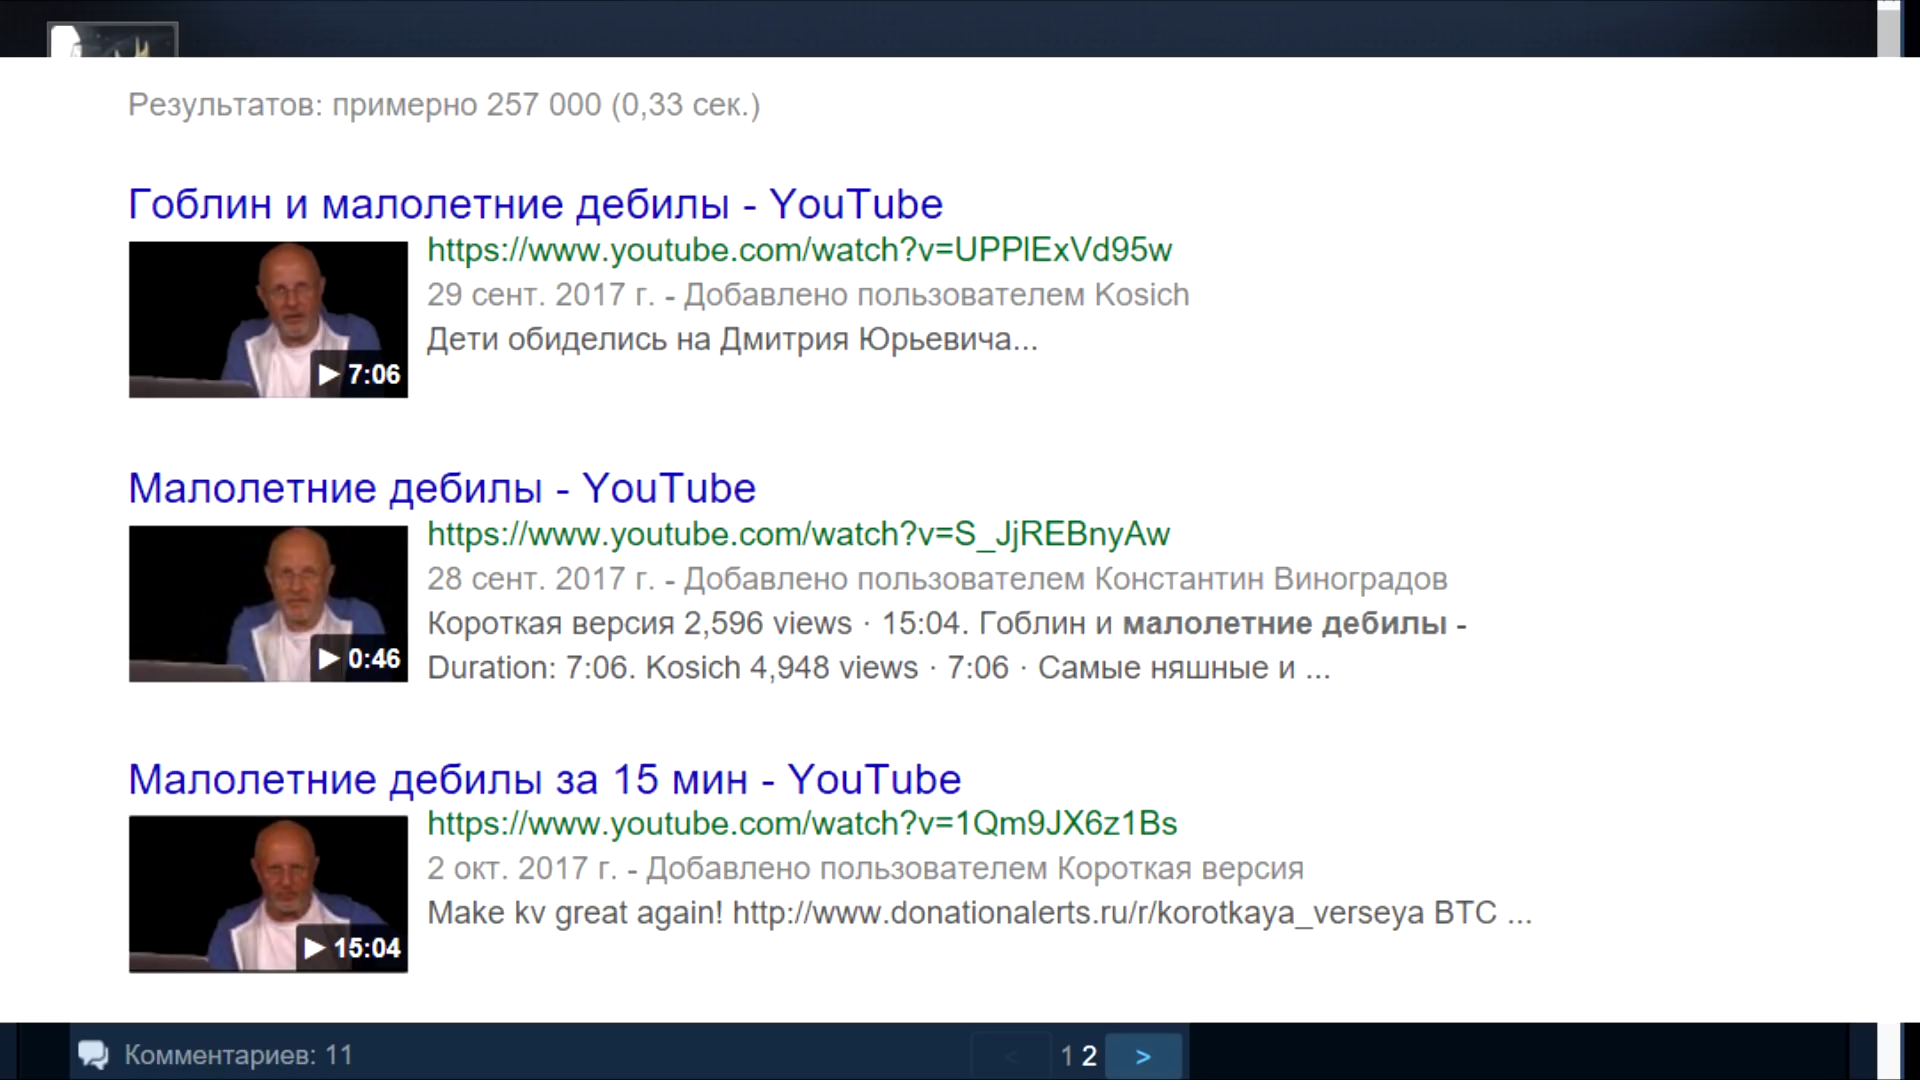 Результатов: примерно 257 000 (0,33 сек.)
Гоблин и малолетние дебилы - YouTube
https://www.youtube.com/watch?v=UPPlExVd95w
29 сент. 2017 г. - Добавлено пользователем Kosich
Дети обиделись на Дмитрия Юрьевича...
7:06
Малолетние дебилы - YouTube
https://www.youtube.com/watch?v=S_JjREBnyAw
28 сент. 2017 г. - Добавлено пользователем Константин Виноградов
Короткая версия 2,596 views · 15:04. Гоблин и малолетние дебилы -
Duration: 7:06. Kosich 4,948 views · 7:06 · Самые няшные и ...
0:46
Малолетние дебилы за 15 мин - YouTube
https://www.youtube.com/watch?v=1Qm9JX6z1Bs
2 окт. 2017 г. - Добавлено пользователем Короткая версия
Make kv great again! http://www.donationalerts.ru/r/korotkaya_verseya BTC ...
15:04
Комментариев: 11
< 1 2 >